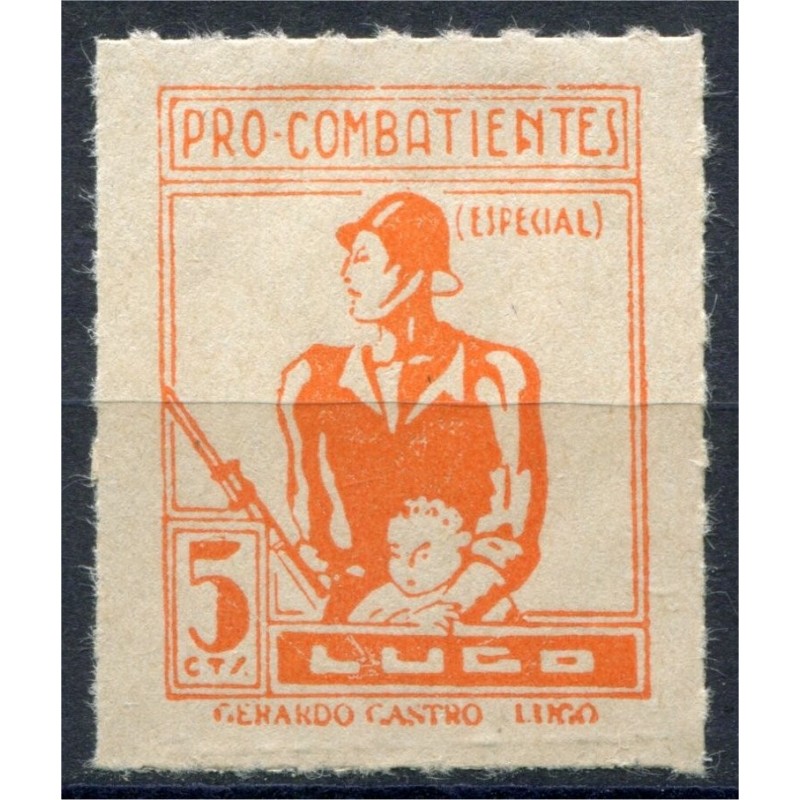 PRO-COMBATIENTES
(ESPECIAL)
5
CTS.
LUGO
GERARDO CASTRO LUGO